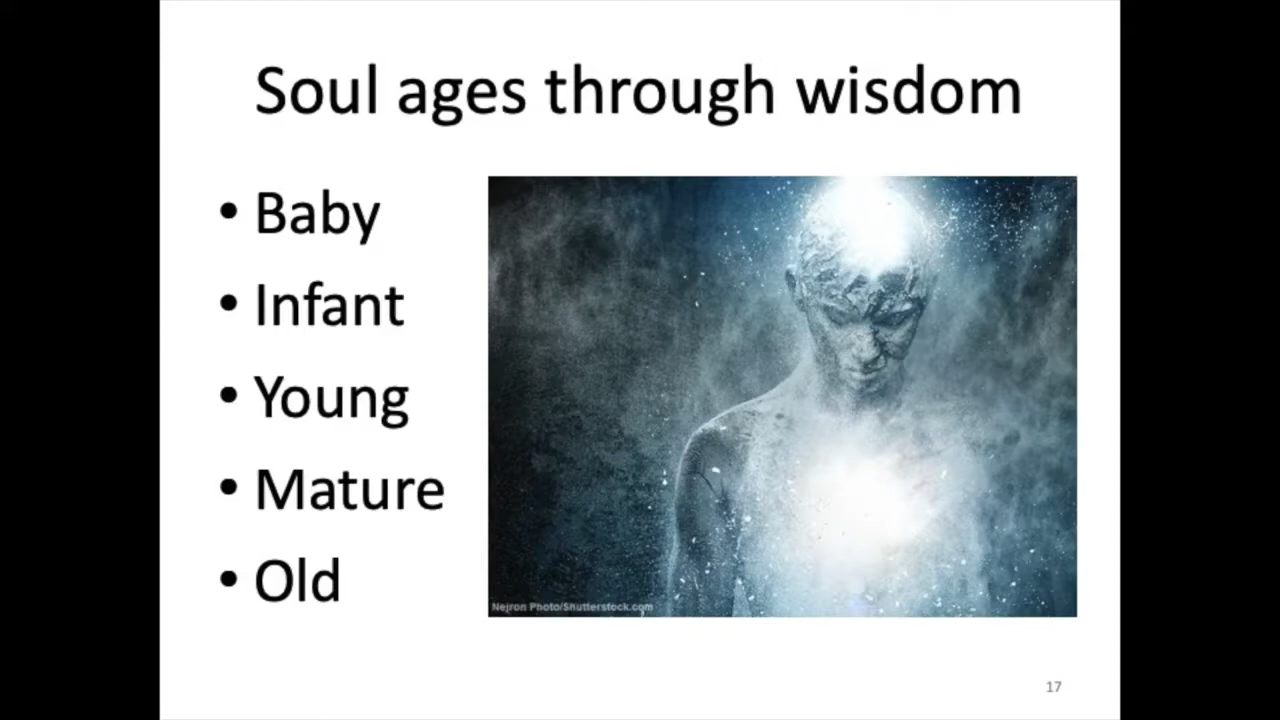 Soul ages through wisdom
• Baby
• Infant
• Young
• Mature
• Old
Nejron Photo/Shutterstock.com
17